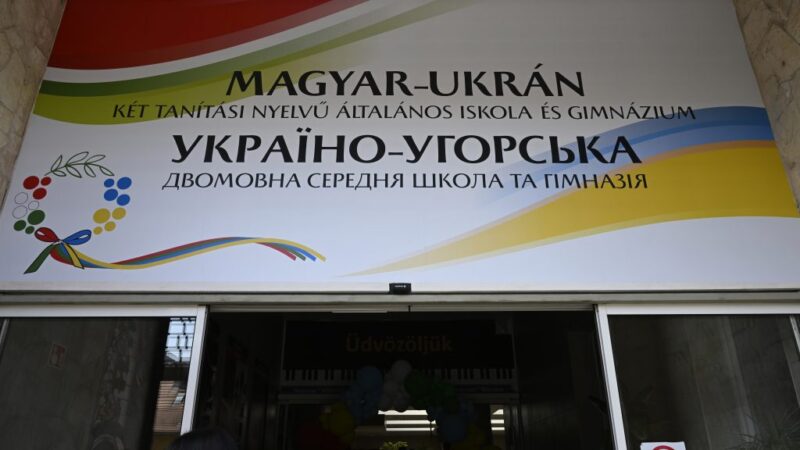 MAGYAR-UKRÁN
KÉT TANÍTÁSI NYELVŰ ÁLTALÁNOS ISKOLA ÉS GIMNÁZIUM
УКРАЇНО-УГОРСЬКА
ДВОМОВНА СЕРЕДНЯ ШКОЛА ТА ГІМНАЗІЯ
Üdvözöljük